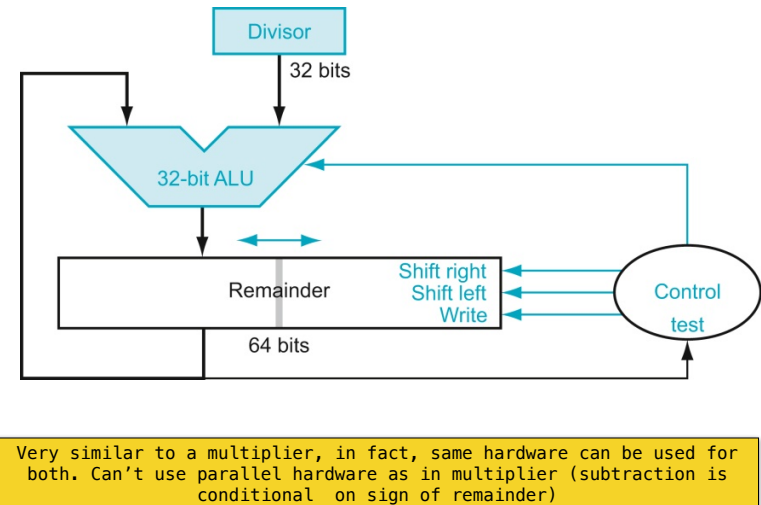 Divisor
32 bits
32-bit ALU
Remainder
Shift right
Shift left
Write
64 bits
Control
test
Very similar to a multiplier, in fact, same hardware can be used for
both. Can’t use parallel hardware as in multiplier (subtraction is
conditional on sign of remainder)